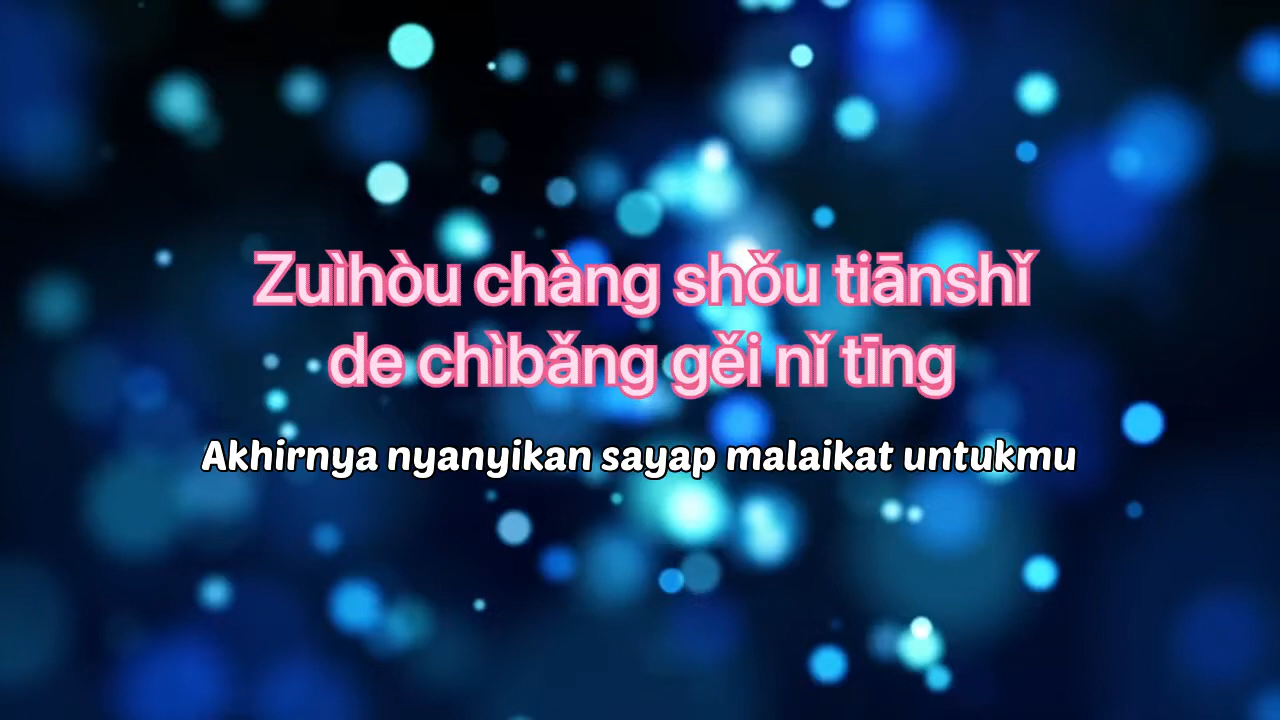 Zuìhòu chàng shǒu tiānshǐ
de chìbǎng gěi nǐ tīng
Akhirnya nyanyikan sayap malaikat untukmu